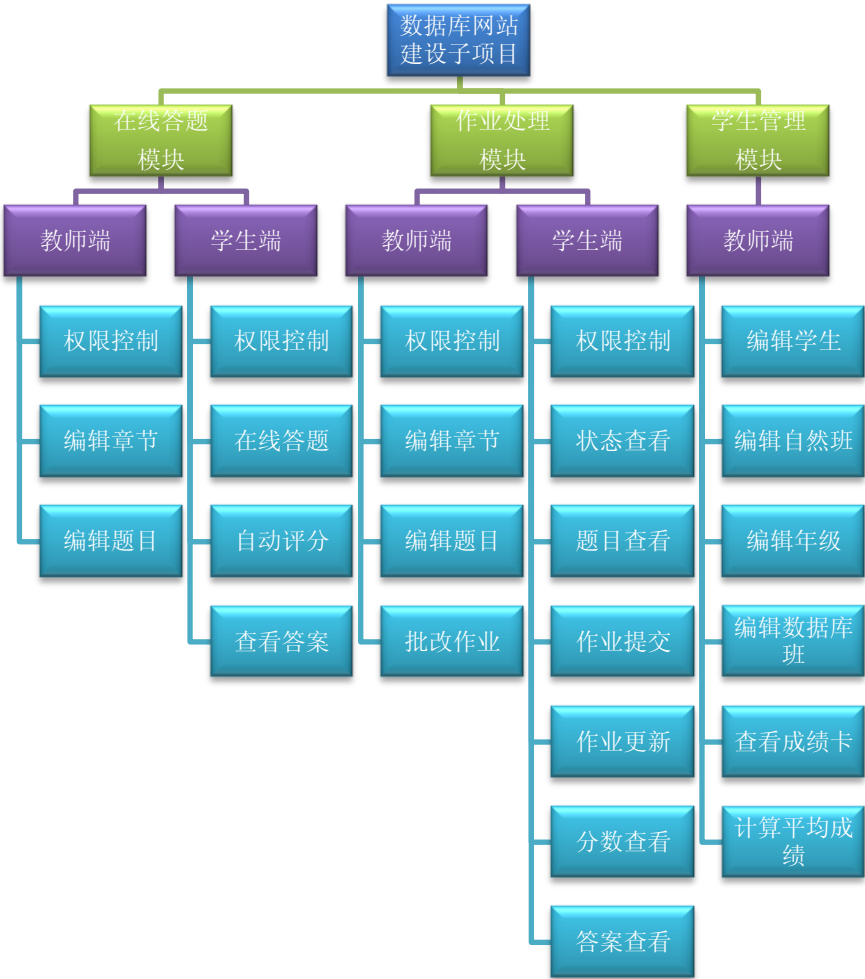 数据库网站
建设子项目
在线答题
模块
作业处理
模块
学生管理
模块
教师端
学生端
教师端
学生端
教师端
权限控制
权限控制
权限控制
权限控制
编辑学生
编辑章节
在线答题
编辑章节
状态查看
编辑自然班
编辑题目
自动评分
编辑题目
题目查看
编辑年级
查看答案
批改作业
作业提交
编辑数据库
班
作业更新
查看成绩卡
分数查看
计算平均成
绩
答案查看